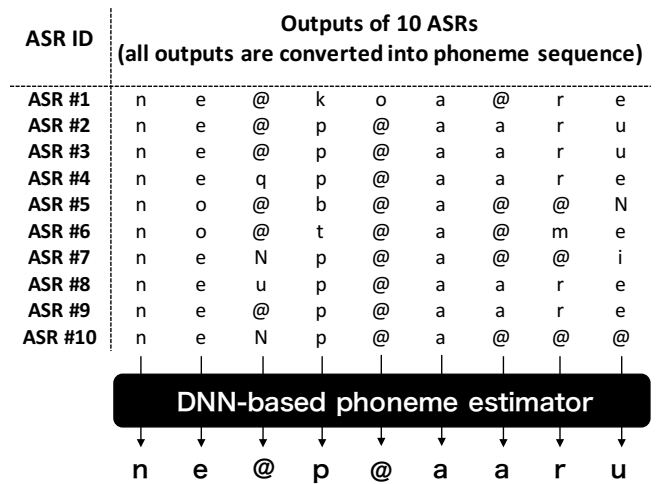 ASR ID
Outputs of 10 ASRs
(all outputs are converted into phoneme sequence)
ASR #1 n e @ k o a @ r e
ASR #2 n e @ p @ a a r u
ASR #3 n e @ p @ a a r u
ASR #4 n e q p @ a a r e
ASR #5 n o @ b @ a @ @ N
ASR #6 n o @ t @ a @ m e
ASR #7 n e N p @ a @ @ i
ASR #8 n e u p @ a a r e
ASR #9 n e @ p @ a a r e
ASR #10 n e N p @ a @ @ @
DNN-based phoneme estimator
n e @ p @ a a r u